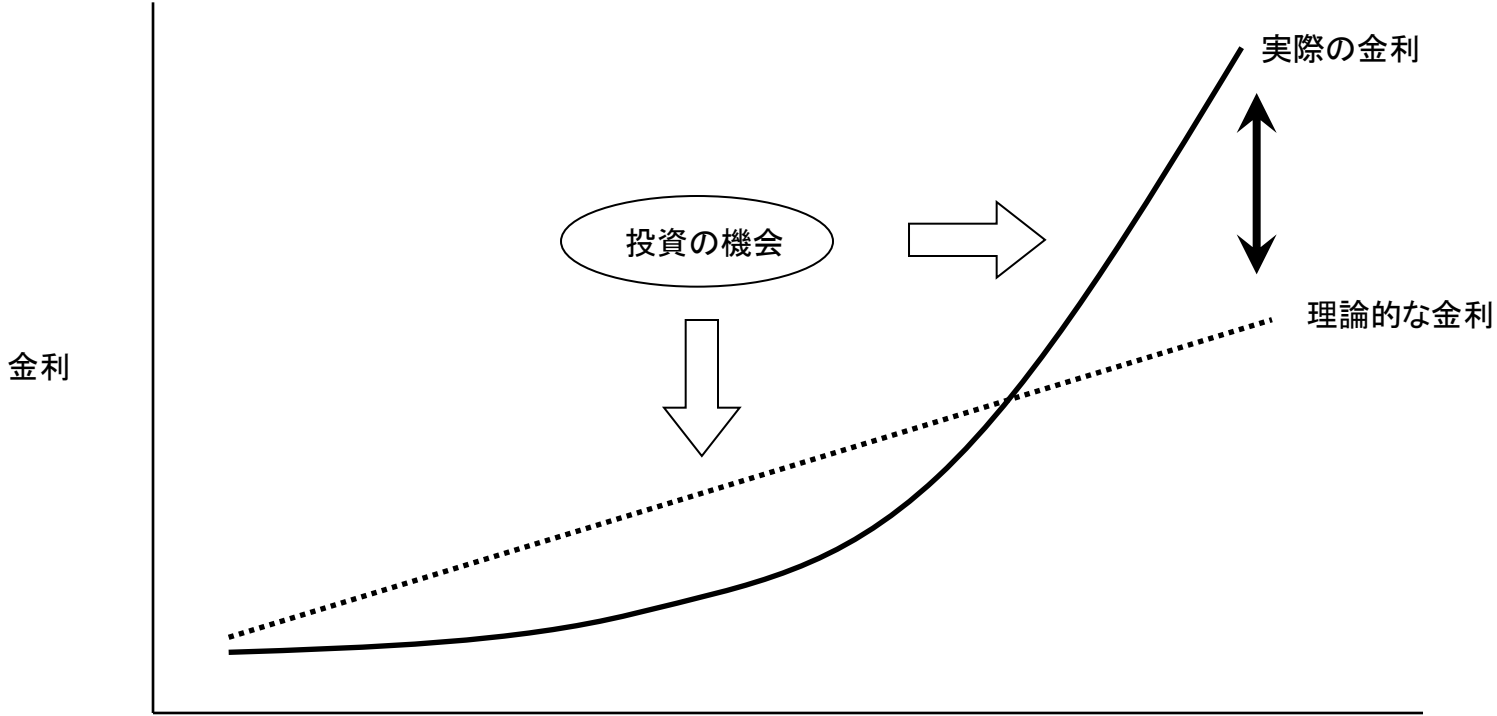 実際の金利
投資の機会
理論的な金利
金利